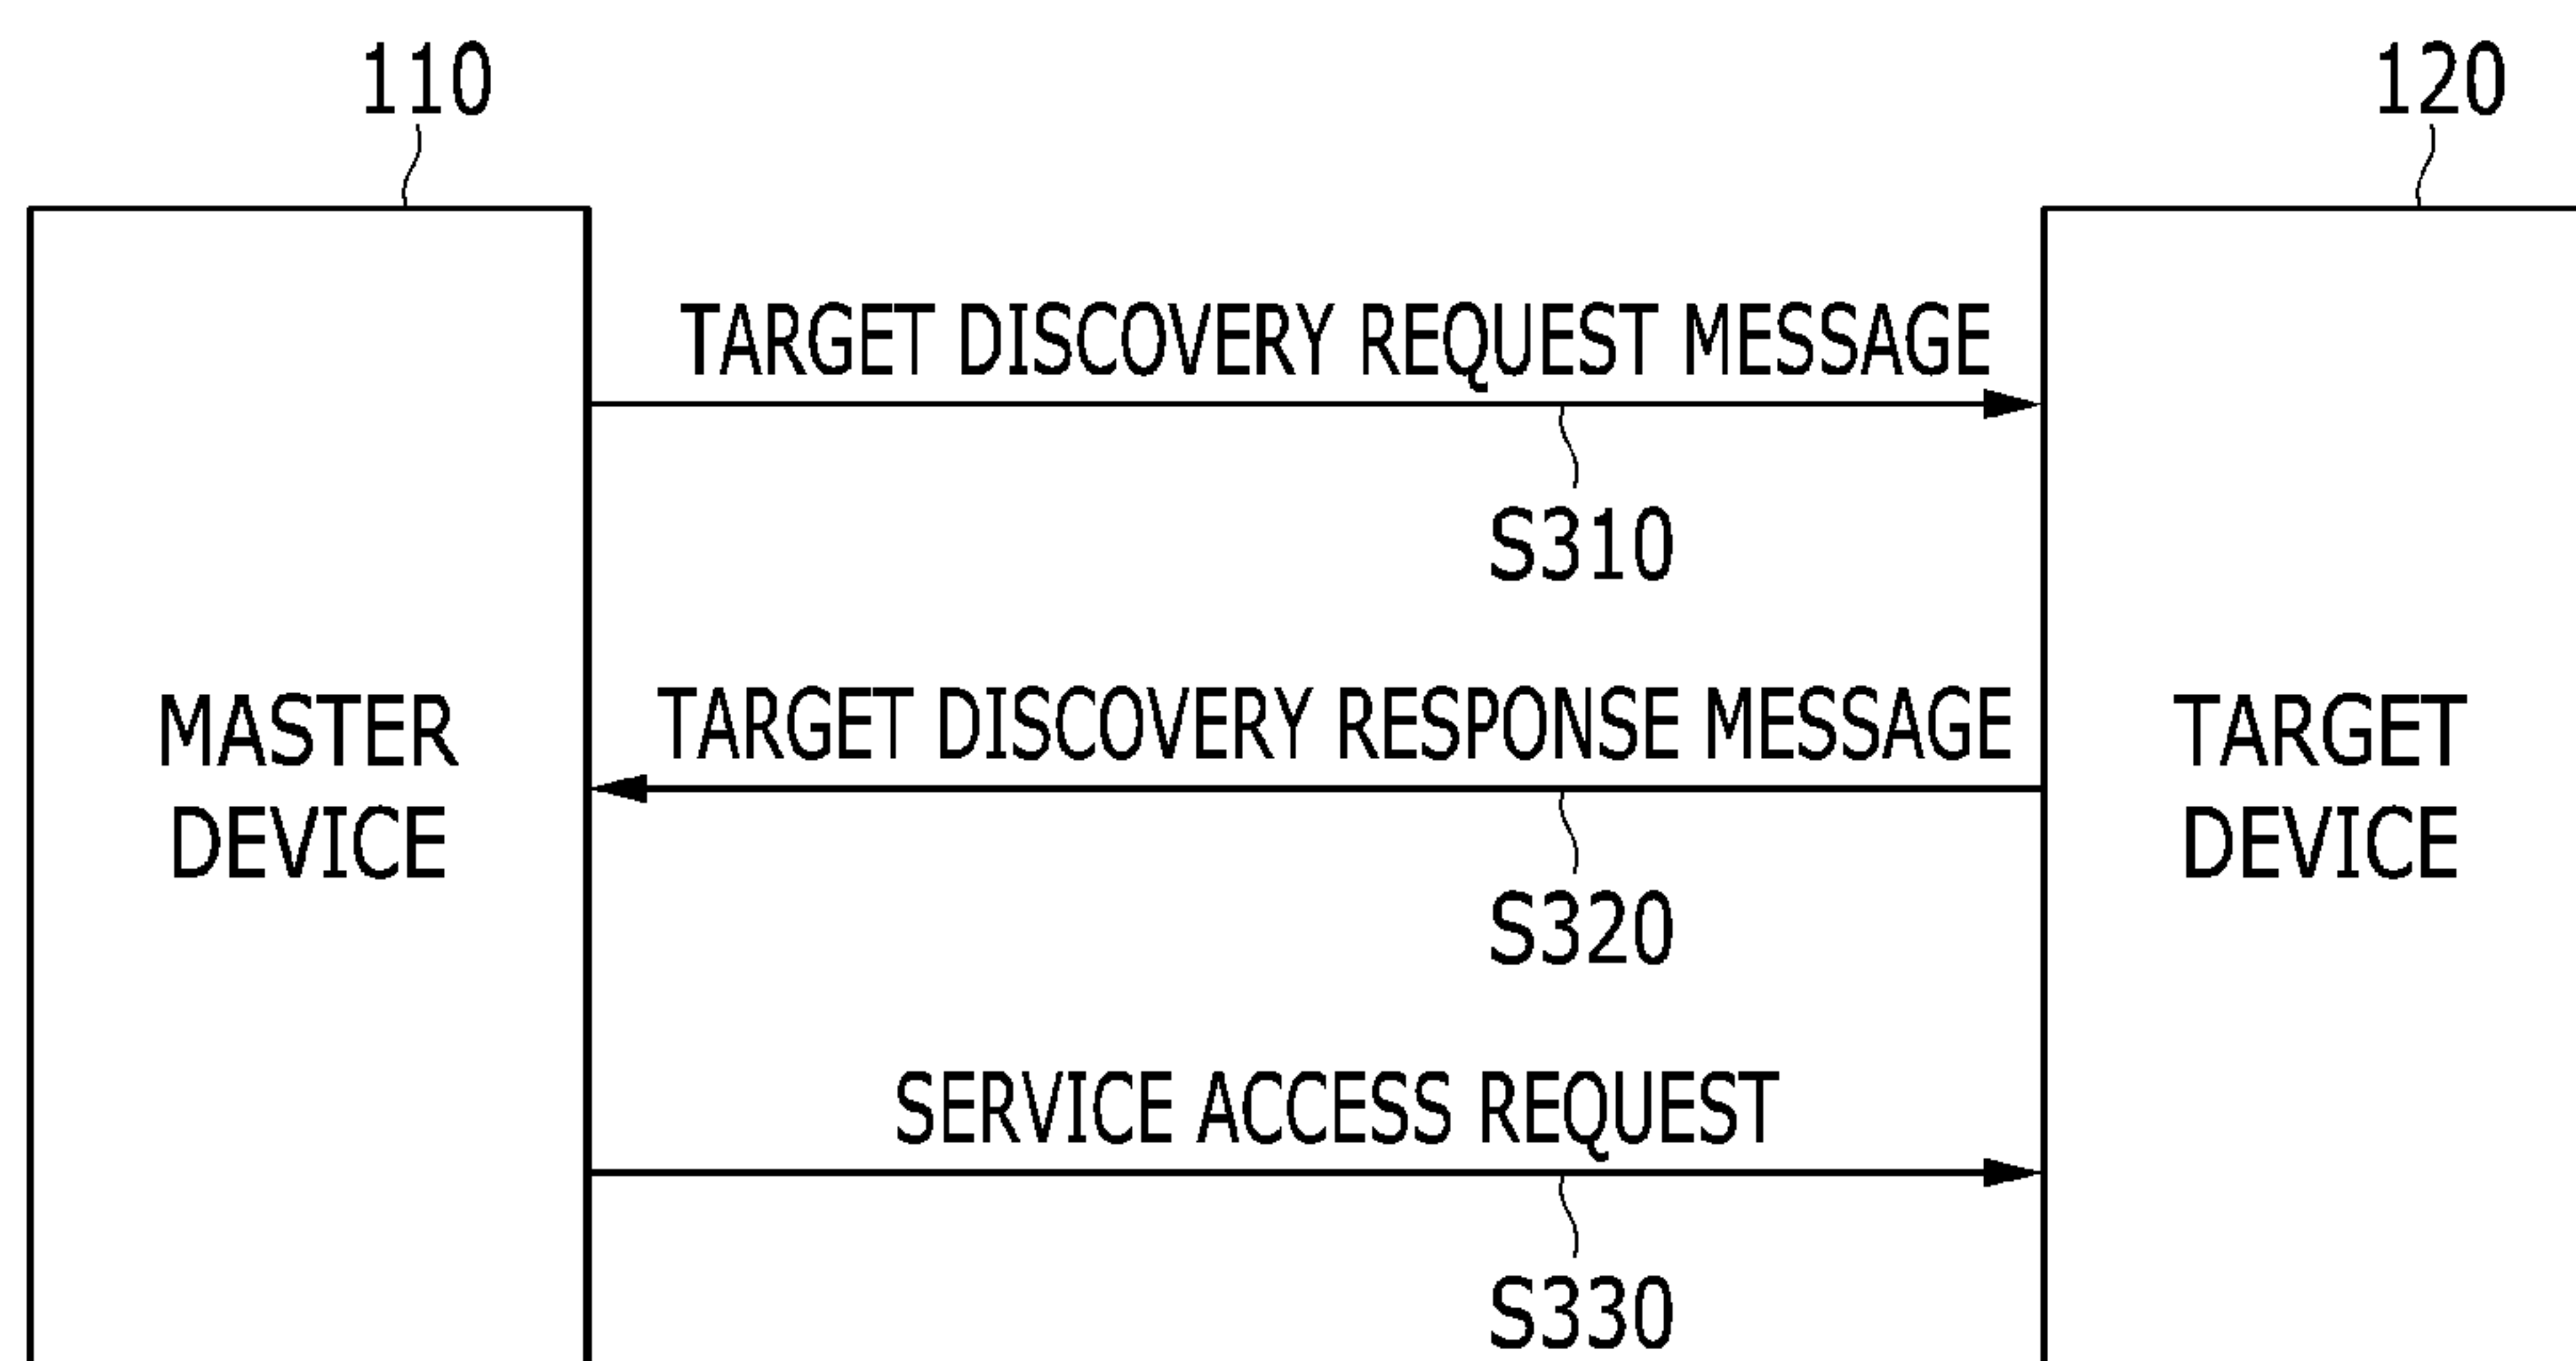 110
120
TARGET DISCOVERY REQUEST MESSAGE
S310
MASTER
DEVICE
TARGET DISCOVERY RESPONSE MESSAGE
TARGET
DEVICE
S320
SERVICE ACCESS REQUEST
S330